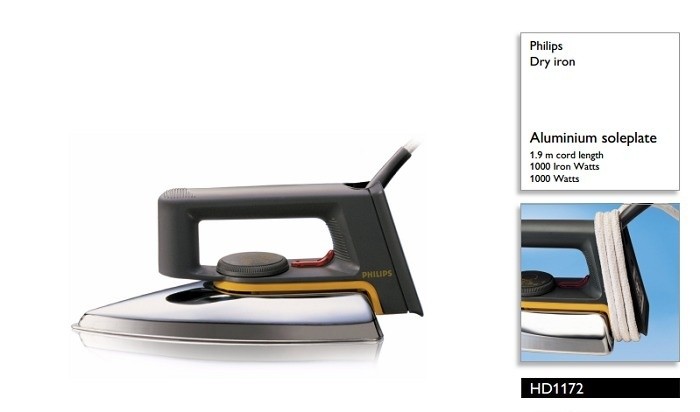 Philips
Dry iron
Aluminium soleplate
1.9 m cord length
1000 Iron Watts
1000 Watts
PHILIPS
HD1172